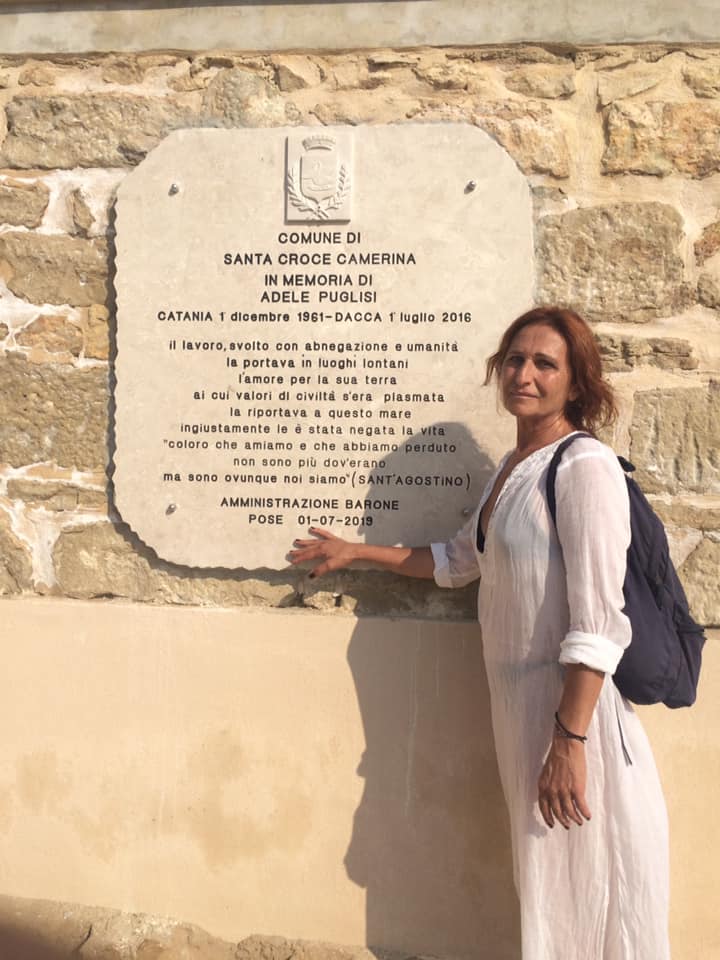 COMUNE DI
SANTA CROCE CAMERINA
IN MEMORIA DI
ADELE PUGLISI
CATANIA 1° dicembre 1961-DACCA 1° luglio 2016
il lavoro, svolto con abnegazione e umanità
la portava in luoghi lontani
l'amore per la sua terra
ai cui valori di civiltà s'era plasmata
la riportava a questo mare
ingiustamente le è stata negata la vita
"coloro che amiamo e che abbiamo perduto
non sono più dov'erano
ma sono ovunque noi siamo" (SANT'AGOSTINO)
AMMINISTRAZIONE BARONE
POSE 01-07-2019